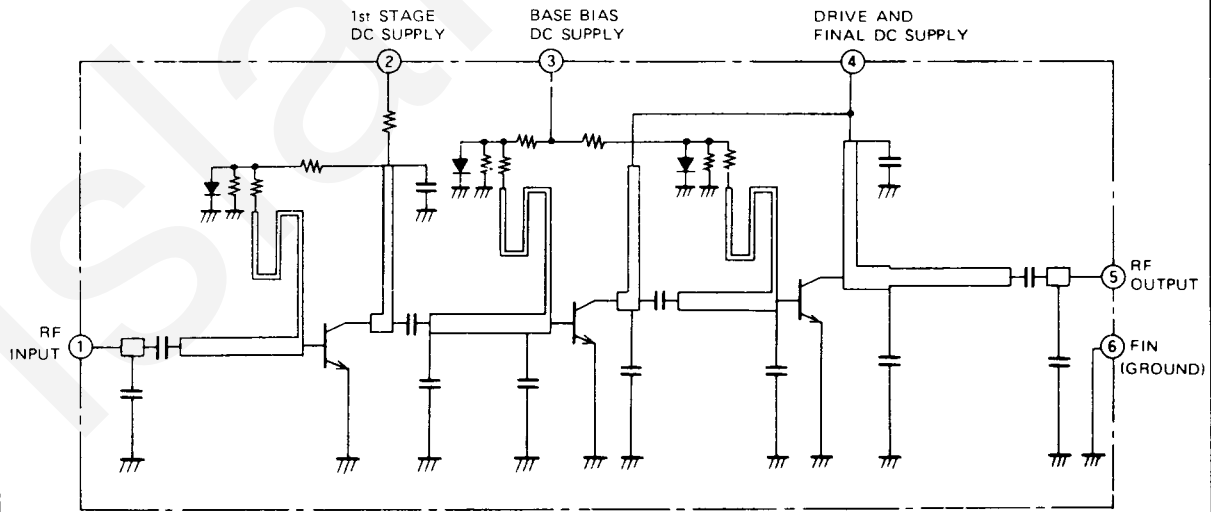 1st STAGE
DC SUPPLY
BASE BIAS
DC SUPPLY
DRIVE AND
FINAL DC SUPPLY
2
3
4
RF
INPUT
1
5
RF
OUTPUT
6
FIN
(GROUND)